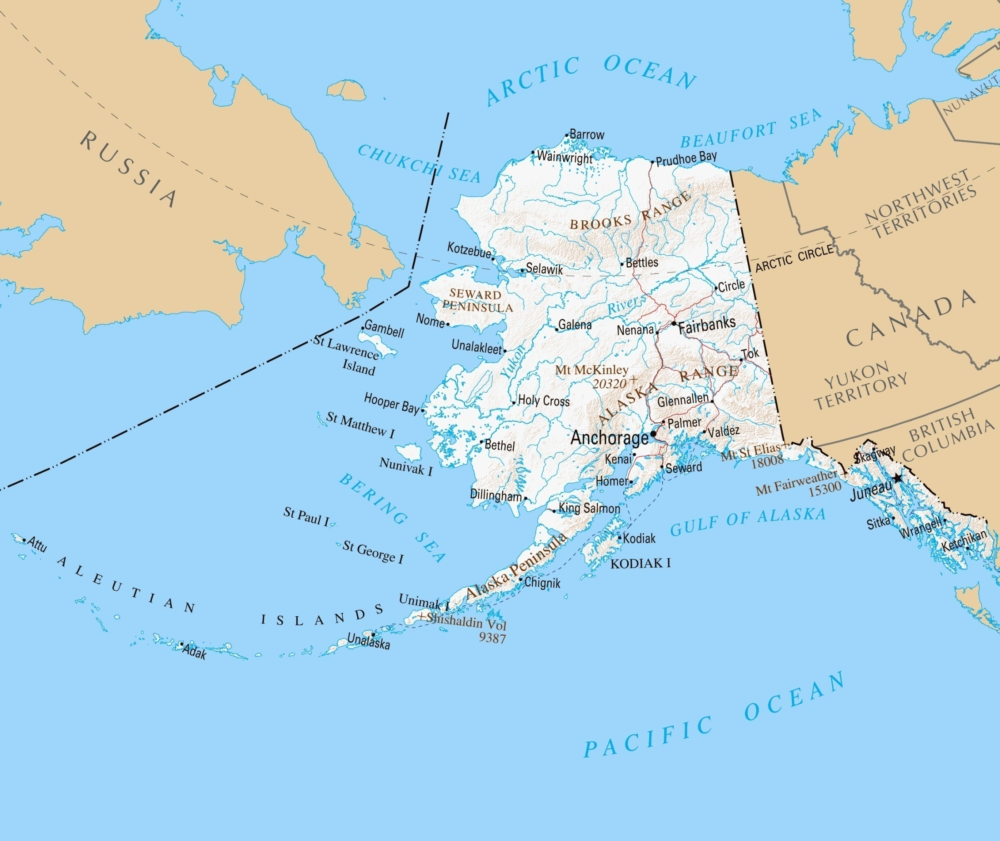 ARCTIC OCEAN
NUNAVUT
BEAUFORT SEA
RUSSIA
CHUKCHI SEA
Barrow
Wainwright
Prudhoe Bay
NORTHWEST
TERRITORIES
BROOKS RANGE
Kotzebue
Selawik
Bettles
ARCTIC CIRCLE
Circle
SEWARD
PENINSULA
River
CANADA
Nome
Gambell
Galena
Nenana
Fairbanks
St Lawrence
Island
Unalakleet
Yukon
Tok
Mt McKinley
20320
ALASKA RANGE
YUKON
TERRITORY
Hooper Bay
Holy Cross
Glennallen
St Matthew I
Palmer
BRITISH
COLUMBIA
Anchorage
Valdez
Bethel
Mt St Elias
18008
Skagway
Nunivak I
Kenai
Seward
Homer
Mt Fairweather
15300
Juneau
BERING SEA
Dillingham
King Salmon
St Paul I
GULF OF ALASKA
Sitka
Wrangell
Ketchikan
Attu
St George I
Kodiak
KODIAK I
Alaska Peninsula
Chignik
ALEUTIAN ISLANDS
Unimak I
Shishaldin Vol
9387
Unalaska
Adak
PACIFIC OCEAN